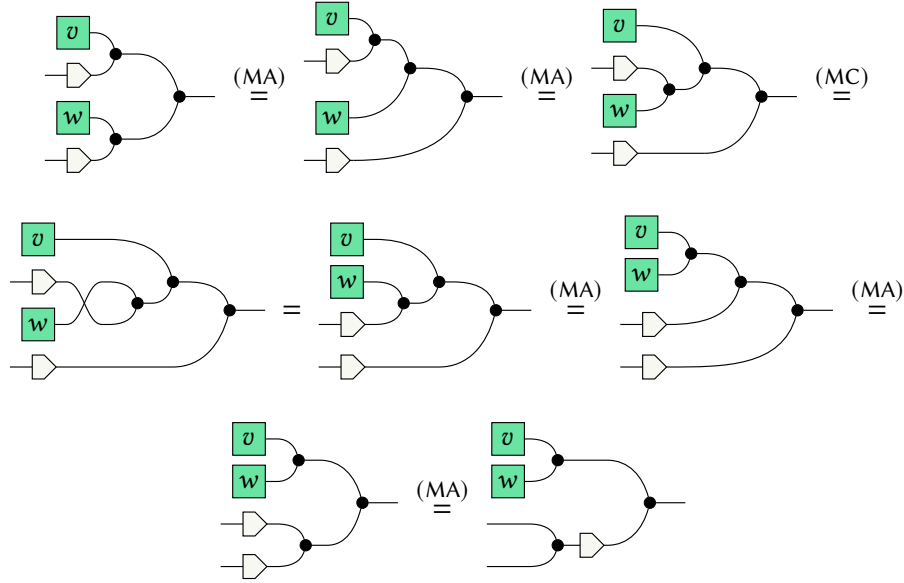 v
w
(MA)
=
v
w
(MA)
=
v
w
(MC)
=
v
w
=
v
w
(MA)
=
v
w
(MA)
=
v
w
(MA)
=
v
w